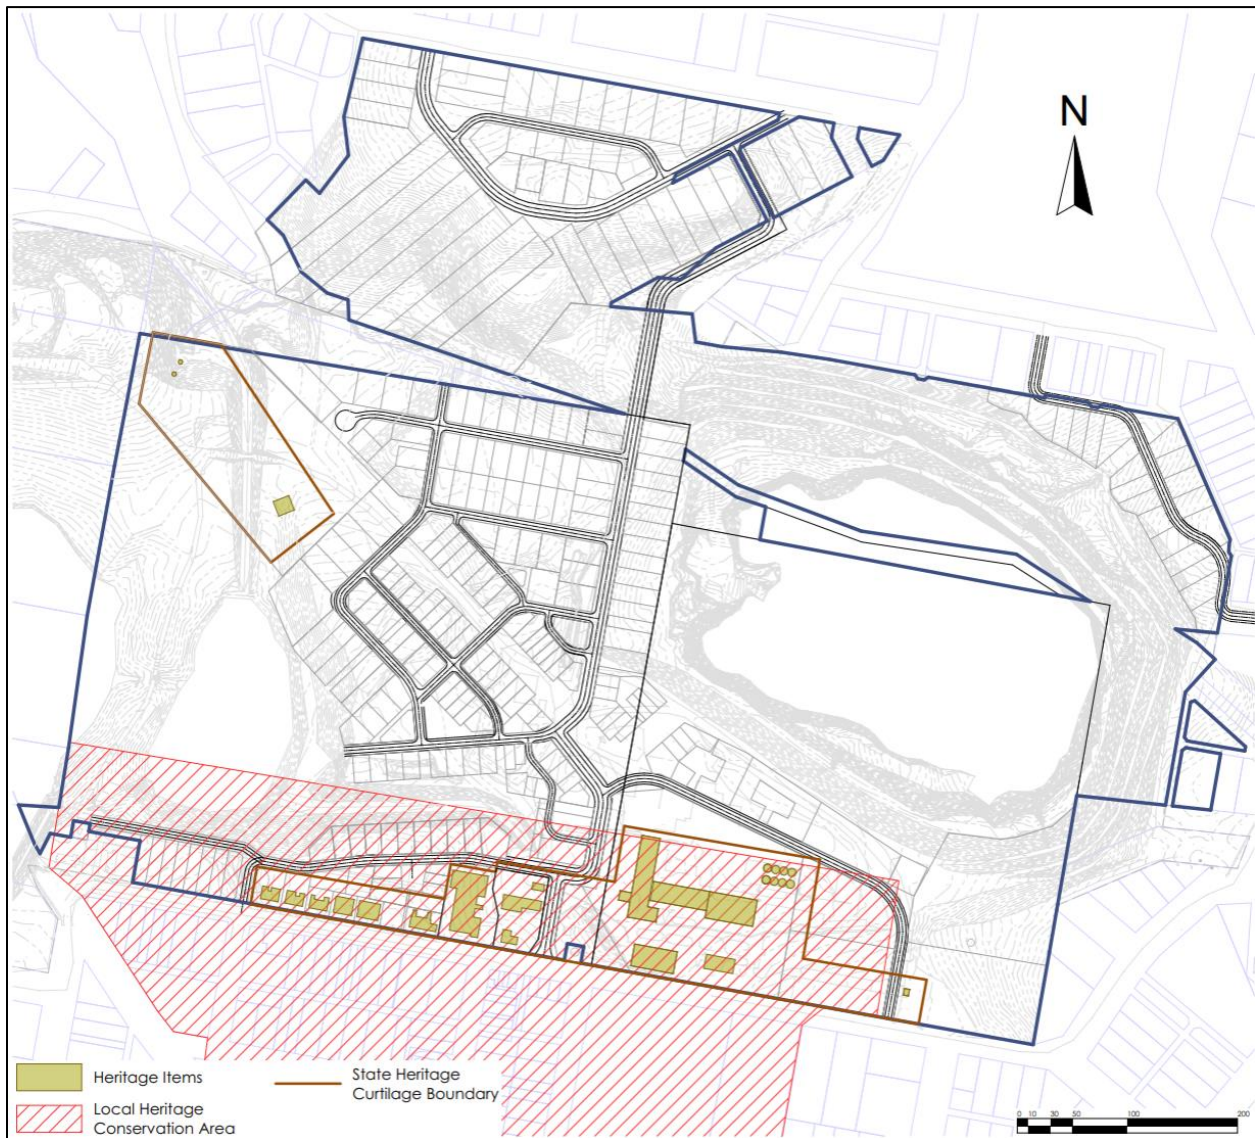 N
Heritage Items
State Heritage
Curtilage Boundary
Local Heritage
Conservation Area
0 10 30 50 100 200